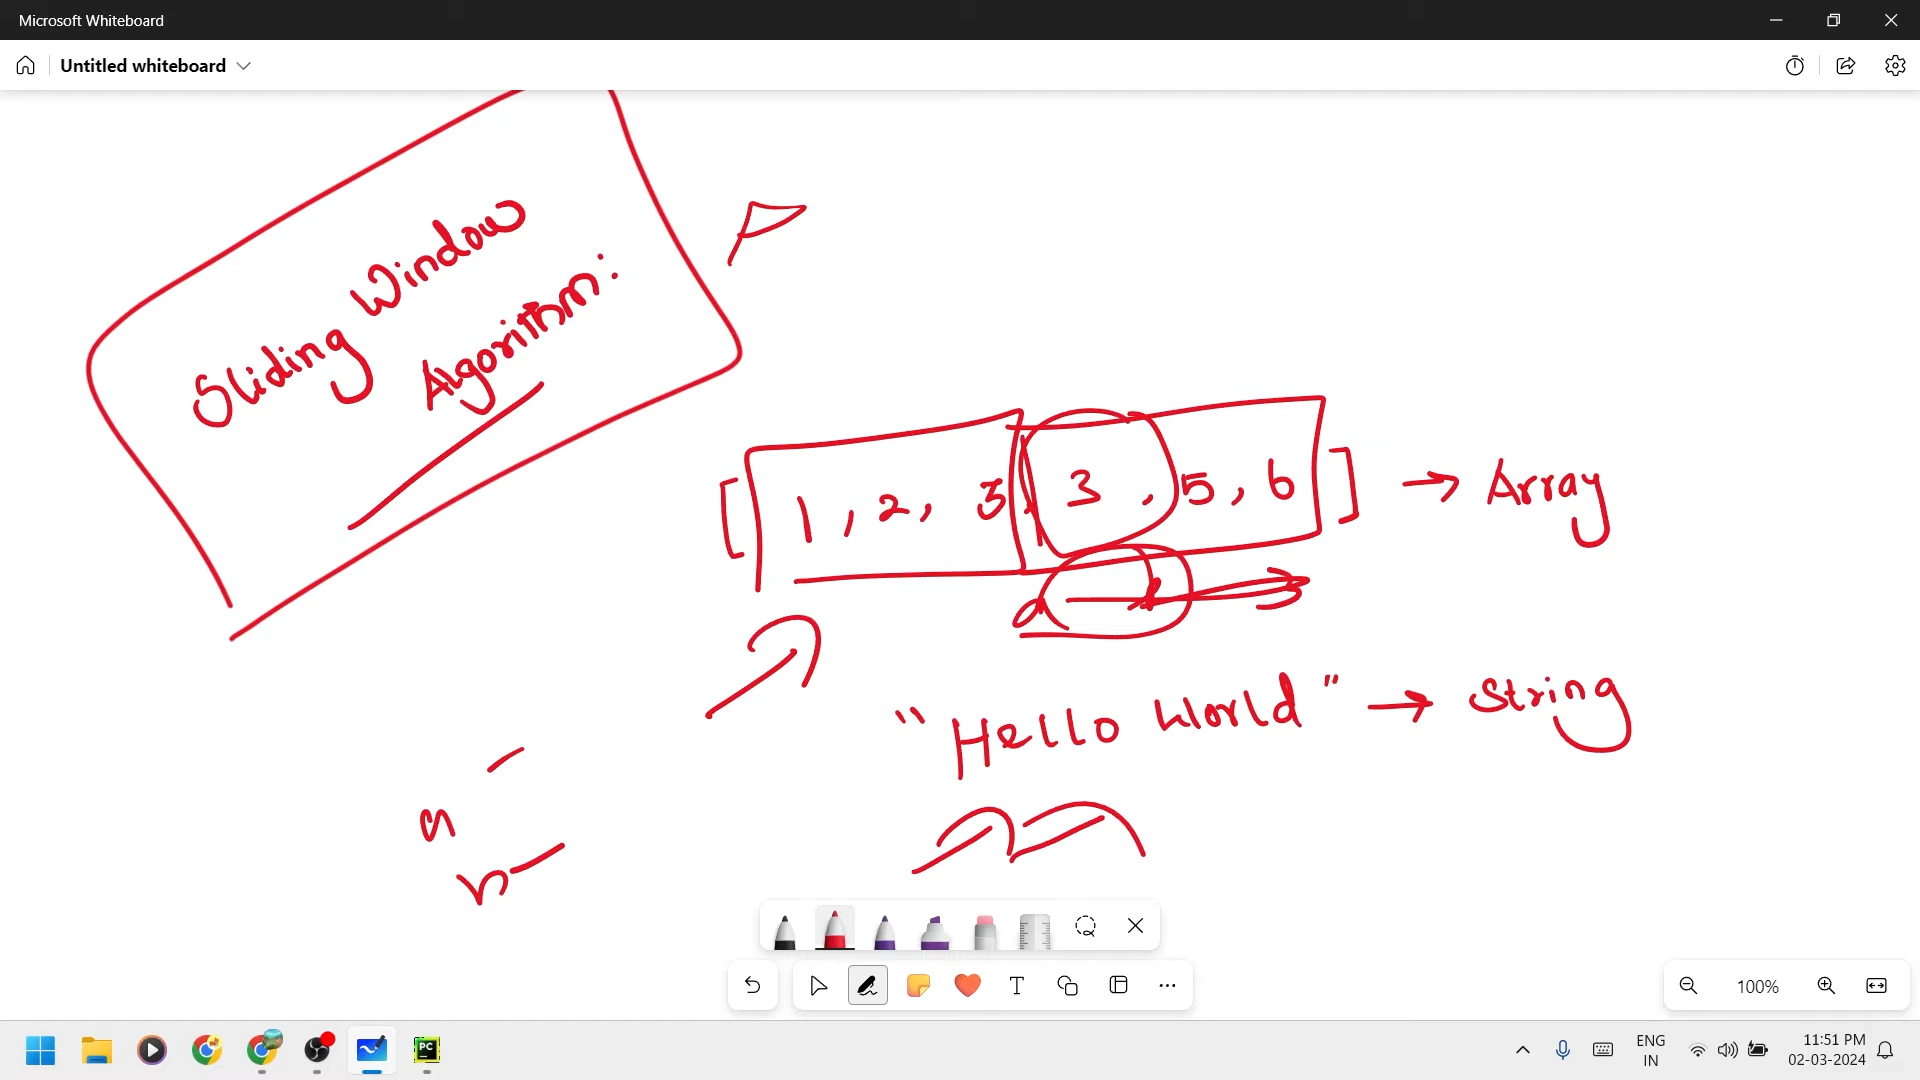 Microsoft Whiteboard
Untitled whiteboard
Sliding Window
Algorithm:
[ 1, 2, 3, 3, 5, 6 ] → Array
a b
"Hello World" → String
n
100%
PC
ENG
IN
11:51 PM
02-03-2024